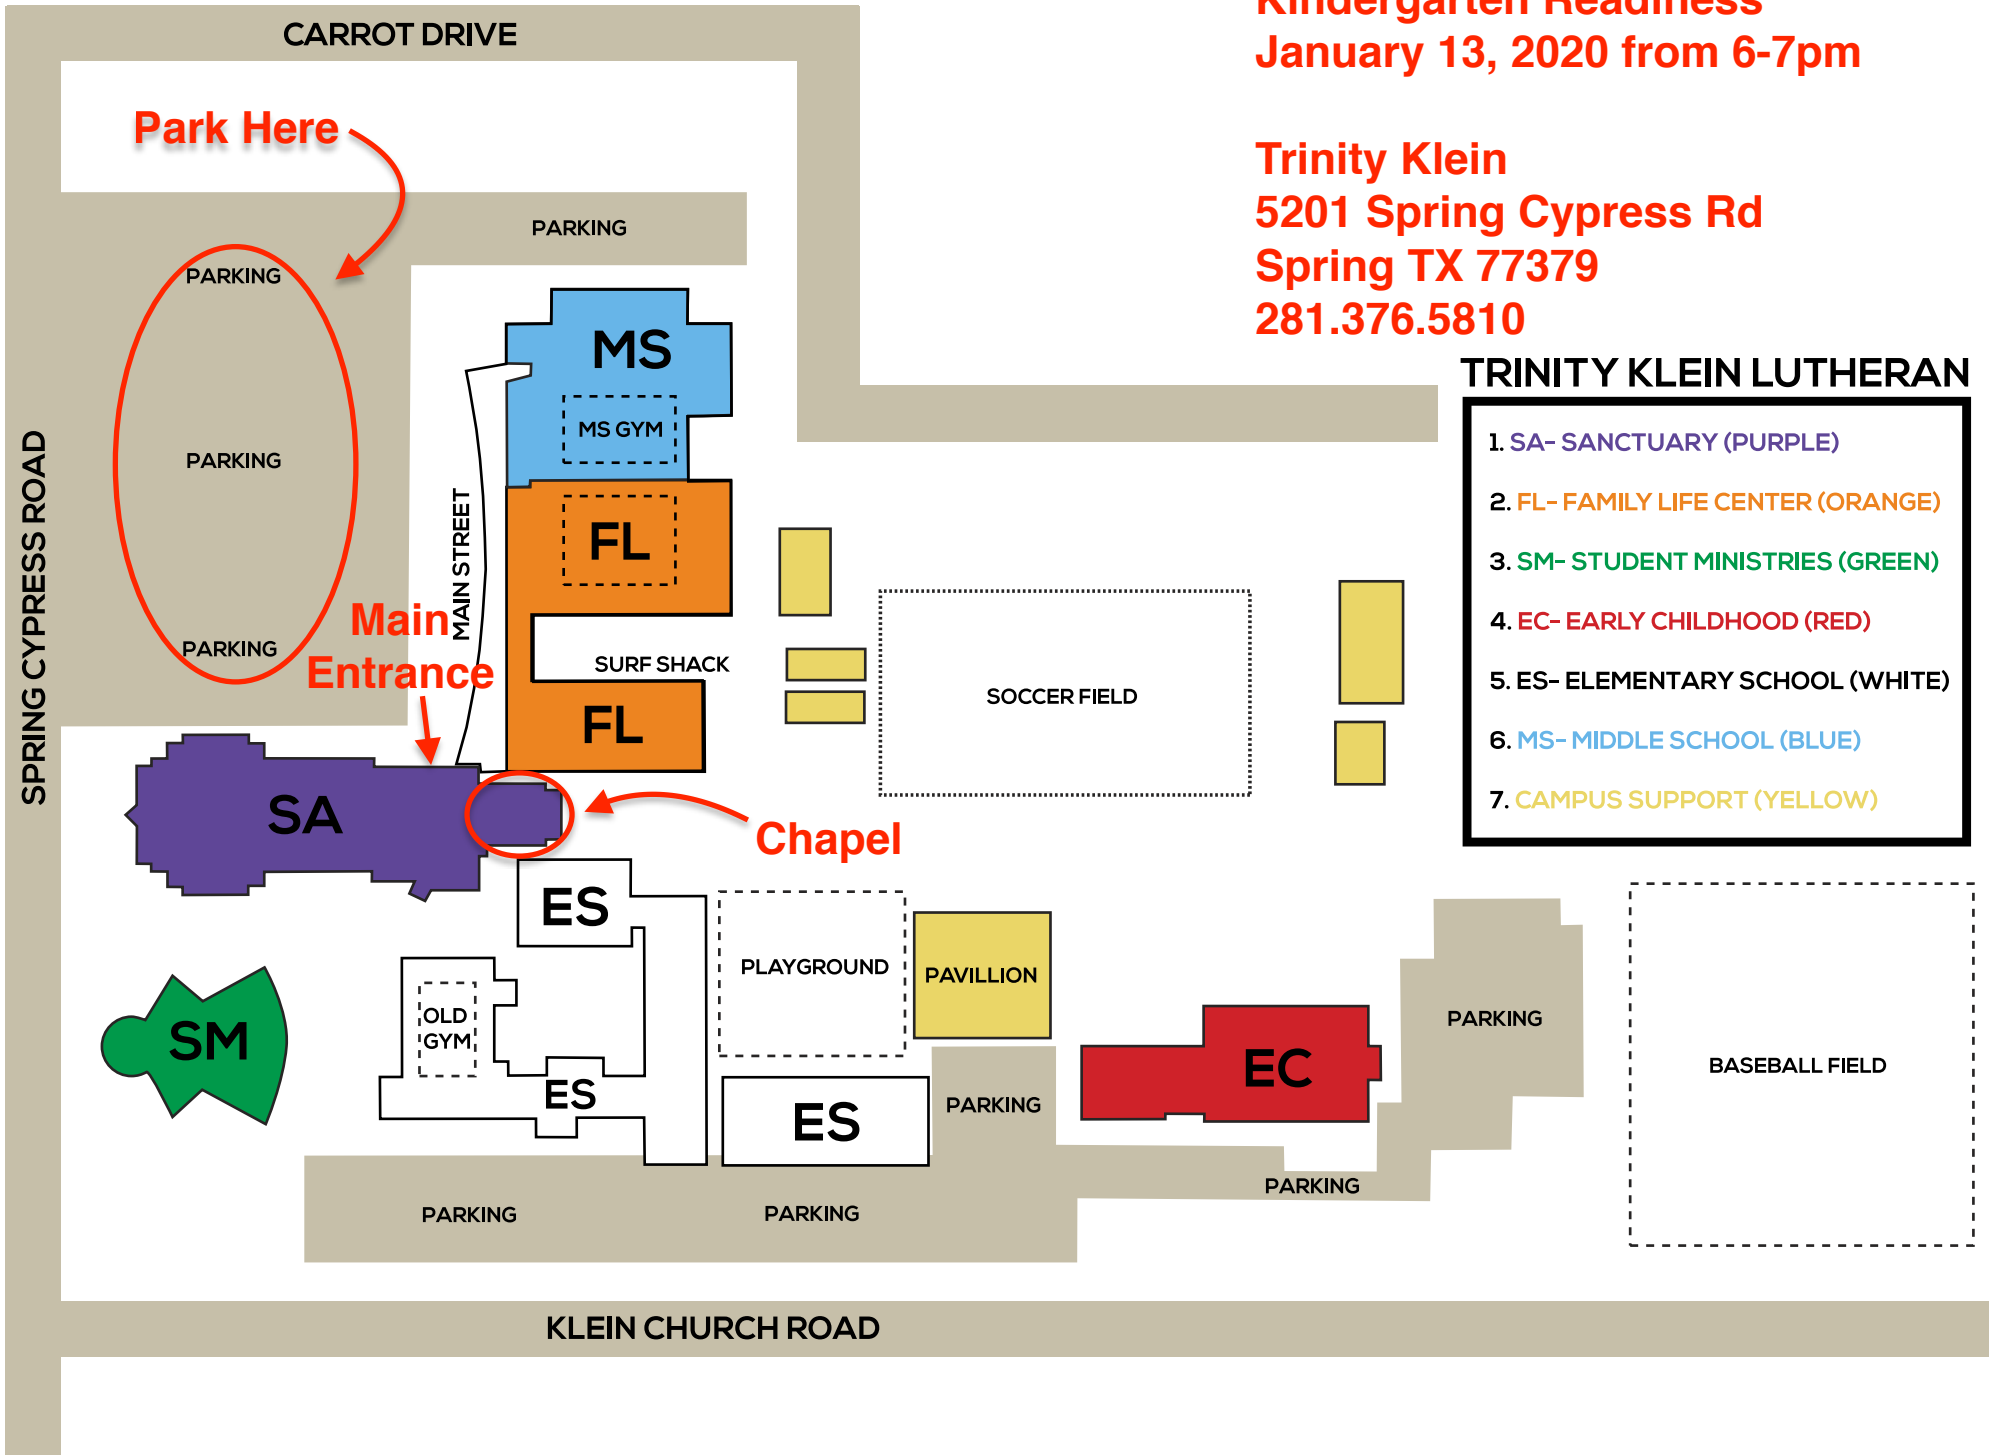 Kindergarten Readiness
January 13, 2020 from 6-7pm
Trinity Klein
5201 Spring Cypress Rd
Spring TX 77379
281.376.5810
CARROT DRIVE
Park Here
PARKING
PARKING
PARKING
PARKING
SPRING CYPRESS ROAD
MAIN STREET
Main
Entrance
MS
MS GYM
FL
SURF SHACK
FL
SOCCER FIELD
TRINITY KLEIN LUTHERAN
1. SA- SANCTUARY (PURPLE)
2. FL- FAMILY LIFE CENTER (ORANGE)
3. SM- STUDENT MINISTRIES (GREEN)
4. EC- EARLY CHILDHOOD (RED)
5. ES- ELEMENTARY SCHOOL (WHITE)
6. MS- MIDDLE SCHOOL (BLUE)
7. CAMPUS SUPPORT (YELLOW)
SA
Chapel
ES
PLAYGROUND
PAVILLION
SM
OLD
GYM
ES
ES
PARKING
EC
PARKING
BASEBALL FIELD
PARKING
PARKING
PARKING
KLEIN CHURCH ROAD